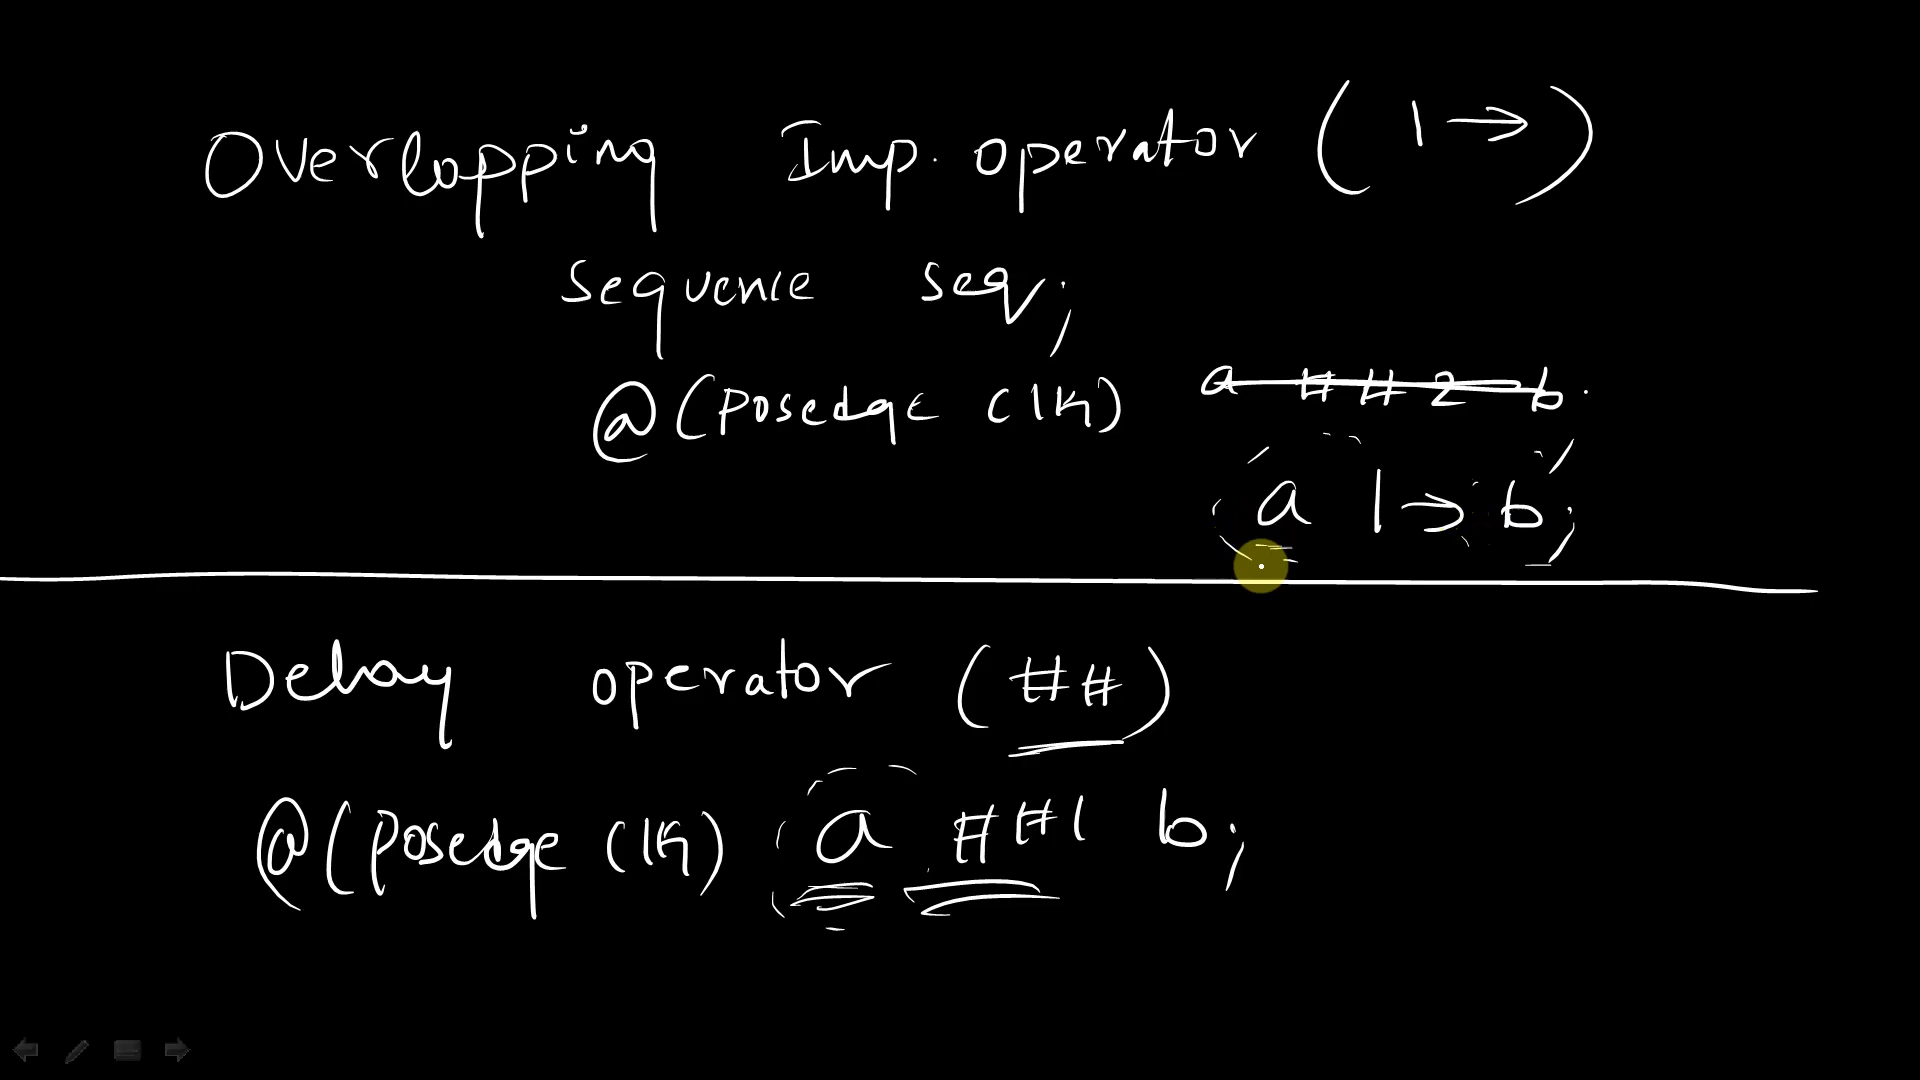 Overlapping Imp. operator ( |→ )
sequence seq;
@(posedge clk) a ##2 b.
a |→ b;
Delay operator (##)
@(posedge clk) a ##1 b;